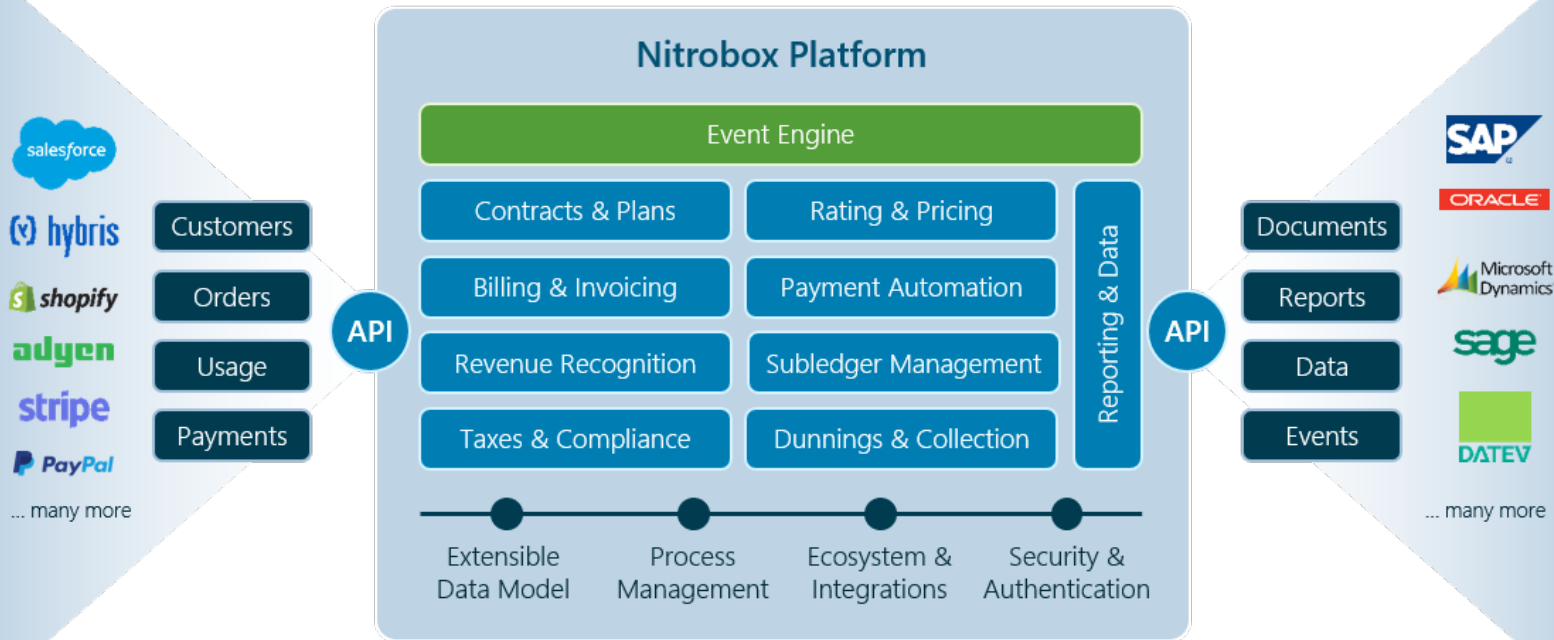 Nitrobox Platform
Event Engine
Contracts & Plans
Rating & Pricing
Billing & Invoicing
Payment Automation
Revenue Recognition
Subledger Management
Taxes & Compliance
Dunnings & Collection
Reporting & Data
Extensible
Data Model
Process
Management
Ecosystem &
Integrations
Security &
Authentication
API
API
salesforce
(y) hybris
shopify
adyen
stripe
PayPal
... many more
Customers
Orders
Usage
Payments
Documents
Reports
Data
Events
SAP
ORACLE
Microsoft
Dynamics
sage
DATEV
... many more